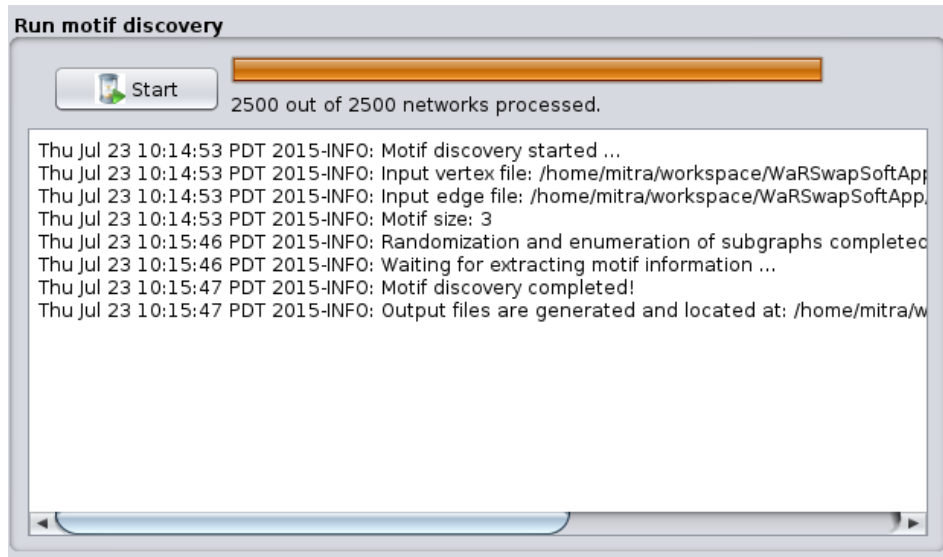 Run motif discovery
Start
2500 out of 2500 networks processed.
Thu Jul 23 10:14:53 PDT 2015-INFO: Motif discovery started ...
Thu Jul 23 10:14:53 PDT 2015-INFO: Input vertex file: /home/mitra/workspace/WaRSwapSoftApp
Thu Jul 23 10:14:53 PDT 2015-INFO: Input edge file: /home/mitra/workspace/WaRSwapSoftApp/
Thu Jul 23 10:14:53 PDT 2015-INFO: Motif size: 3
Thu Jul 23 10:15:46 PDT 2015-INFO: Randomization and enumeration of subgraphs completed
Thu Jul 23 10:15:46 PDT 2015-INFO: Waiting for extracting motif information ...
Thu Jul 23 10:15:47 PDT 2015-INFO: Motif discovery completed!
Thu Jul 23 10:15:47 PDT 2015-INFO: Output files are generated and located at: /home/mitra/w